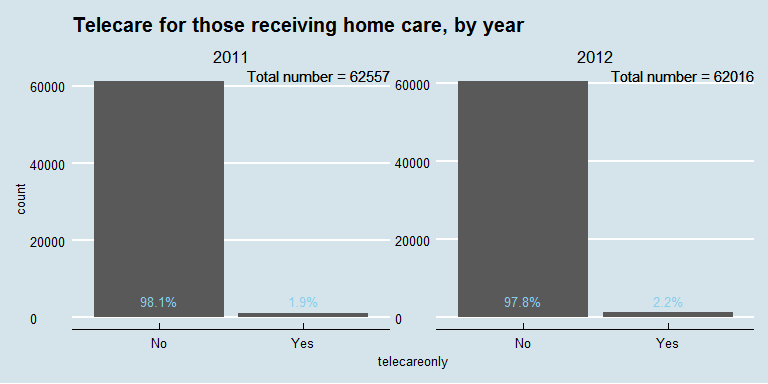 Telecare for those receiving home care, by year
2011
2012
Total number = 62557
Total number = 62016
count
60000
40000
20000
0
98.1%
1.9%
No
Yes
60000
40000
20000
0
97.8%
2.2%
No
Yes
telecareonly